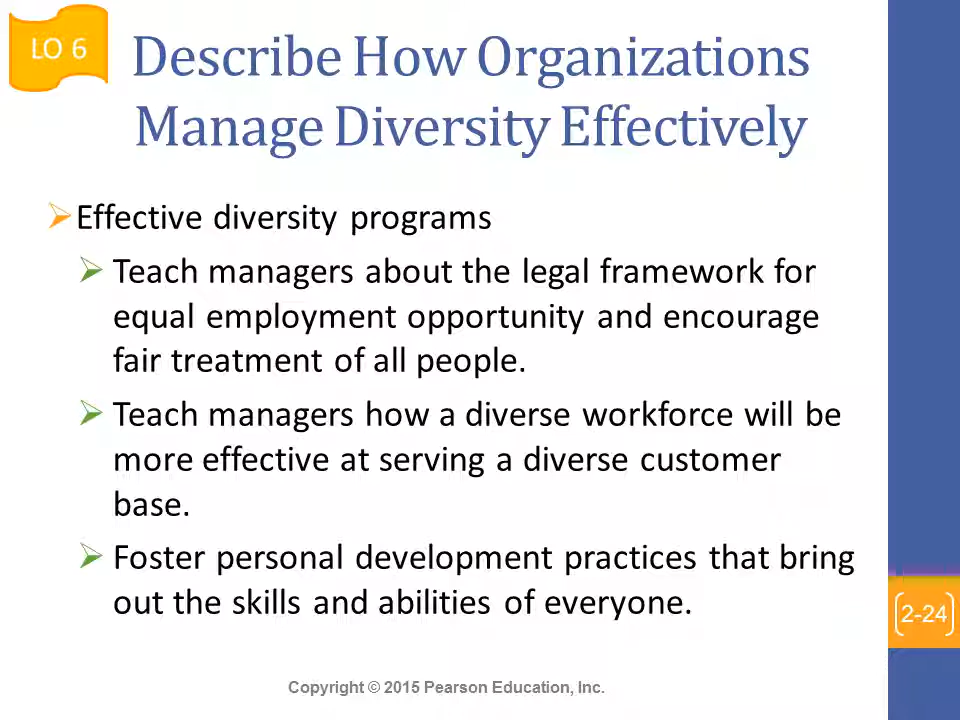 LO 6
Describe How Organizations
Manage Diversity Effectively
Effective diversity programs
Teach managers about the legal framework for
equal employment opportunity and encourage
fair treatment of all people.
Teach managers how a diverse workforce will be
more effective at serving a diverse customer
base.
Foster personal development practices that bring
out the skills and abilities of everyone.
2-24
Copyright © 2015 Pearson Education, Inc.